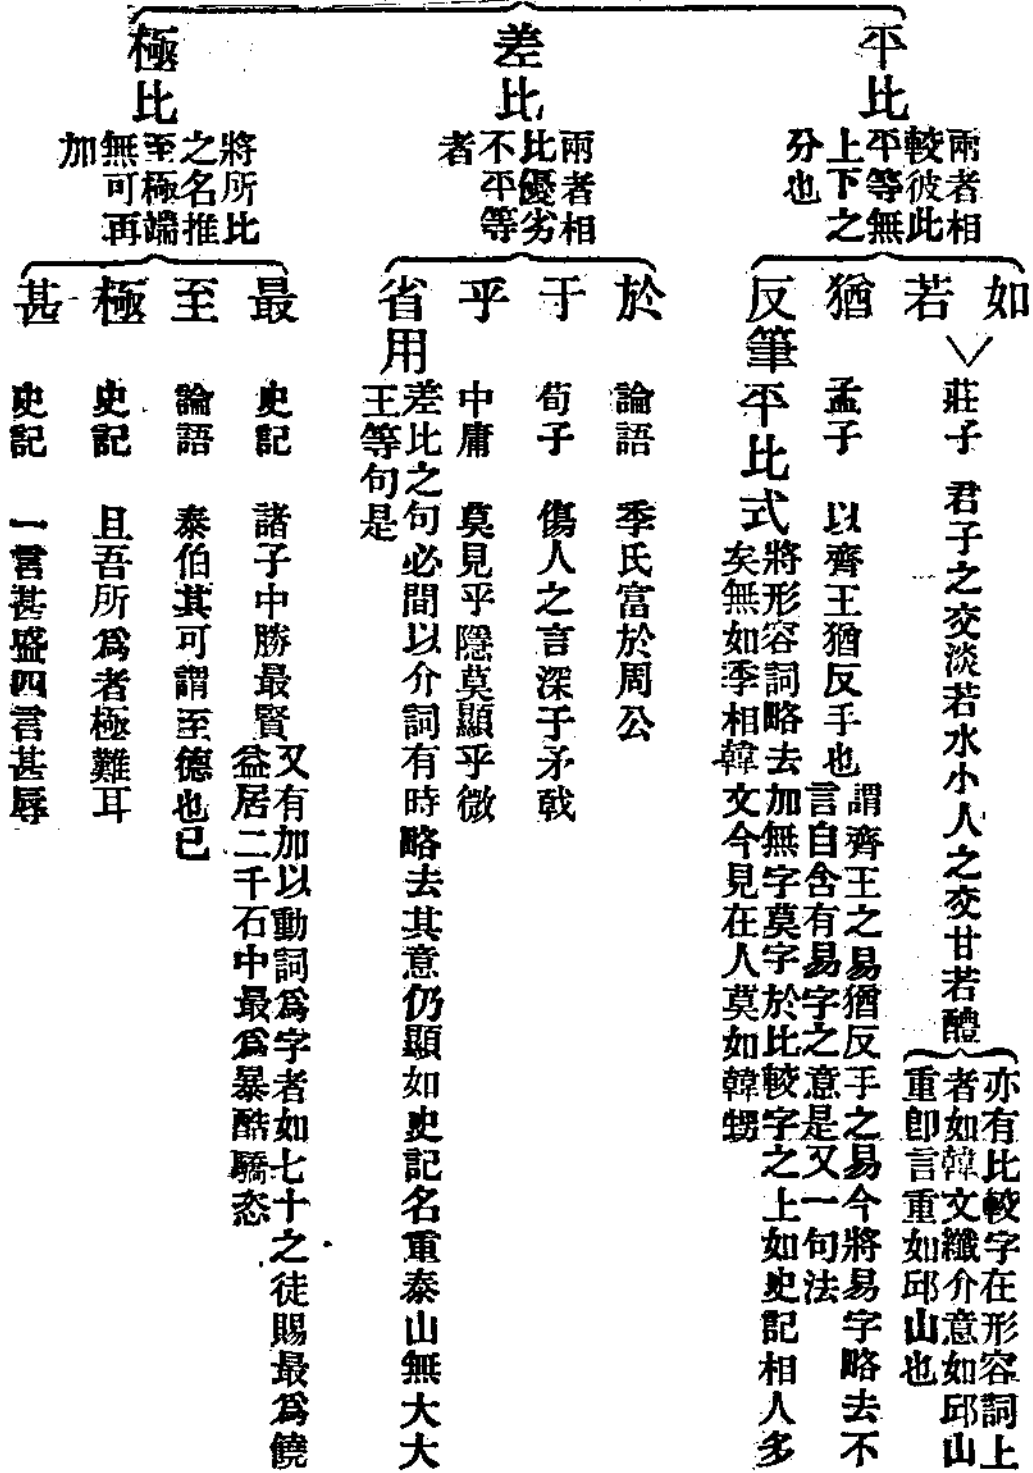 平比
兩者相
較彼此
平等無
上下之
分也
如
若
莊子 君子之交淡若水小人之交甘若醴
亦有比較字在形容詞上
者如韓文纖介意如邱山
重卽言重如邱山也
猶
孟子 以齊王猶反手也
謂齊王之易猶反手之易今將易字略去不
言自含有易字之意是又一句法
反筆平比式
將形容詞略去加無字莫字於比較字之上如史記相人多
矣無如季相韓文今見在人莫如韓甥
差比
兩者相
比優劣
不平等
者
於
論語 季氏富於周公
于
荀子 傷人之言深于矛戟
乎
中庸 莫見乎隱莫顯乎微
省用
差比之句必間以介詞有時略去其意仍顯如史記名重泰山無大大
王等句是
極比
將所比
之名推
至極端
無可再
加
最
史記 諸子中勝最賢
又有加以動詞爲字者如七十之徒賜最爲饒
益居二千石中最爲暴酷驕恣
至
論語 泰伯其可謂至德也已
極
史記 且吾所爲者極難耳
甚
史記 一言甚盛四言甚辱